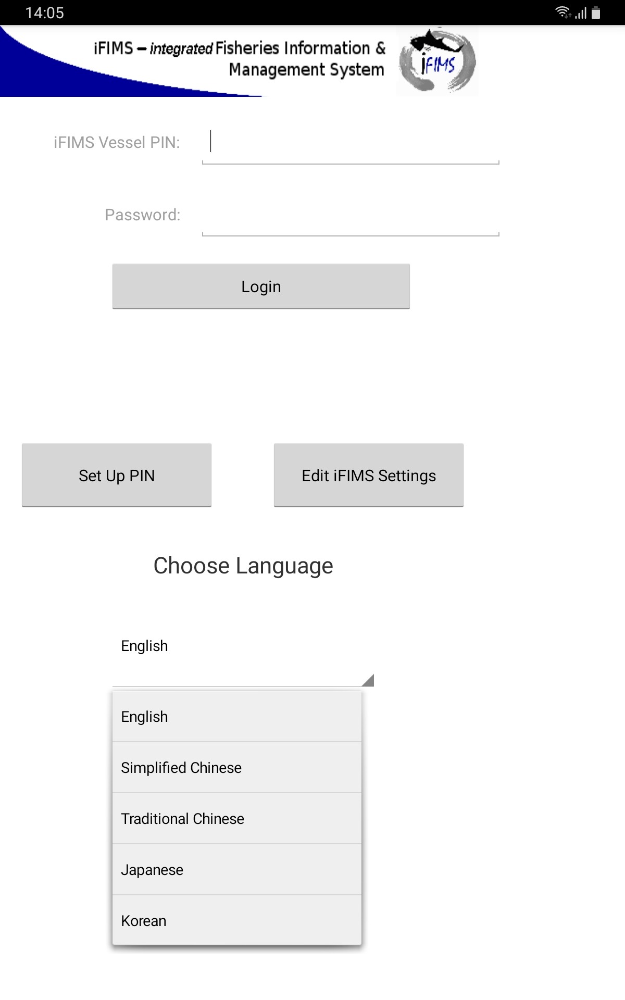 14:05
iFIMS – integrated Fisheries Information &
Management System
iFIMS
iFIMS Vessel PIN:
Password:
Login
Set Up PIN
Edit iFIMS Settings
Choose Language
English
English
Simplified Chinese
Traditional Chinese
Japanese
Korean